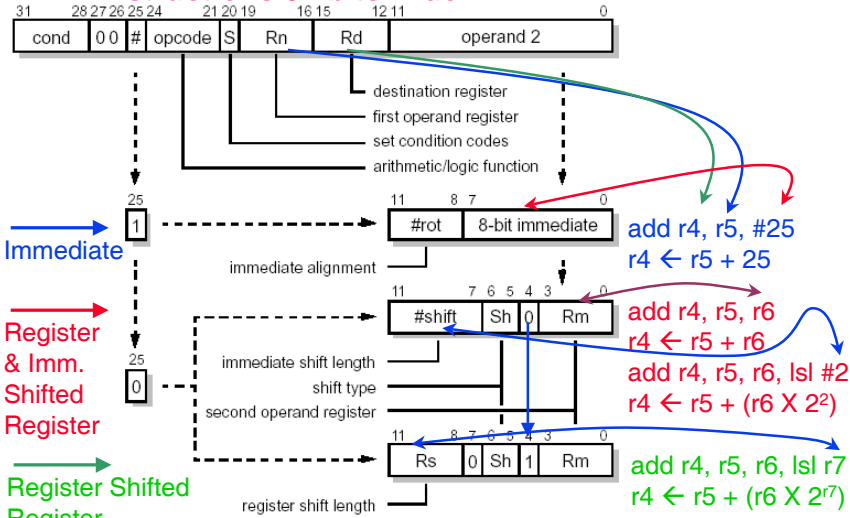 31 28 27 26 25 24 21 20 19 16 15 12 11 0
cond 0 0 # opcode S Rn Rd operand 2
destination register
first operand register
set condition codes
arithmetic/logic function
25
1
11 8 7 0
#rot 8-bit immediate
immediate alignment
Immediate
add r4, r5, #25
r4 ← r5 + 25
11 7 6 5 4 3 0
#shift Sh 0 Rm
Register
& Imm.
Shifted
Register
25
0
immediate shift length
shift type
second operand register
add r4, r5, r6
r4 ← r5 + r6
add r4, r5, r6, lsl #2
r4 ← r5 + (r6 X 2²)
11 8 7 6 5 4 3 0
Rs 0 Sh 1 Rm
register shift length
Register Shifted
Register
add r4, r5, r6, lsl r7
r4 ← r5 + (r6 X 2ʳ⁷)